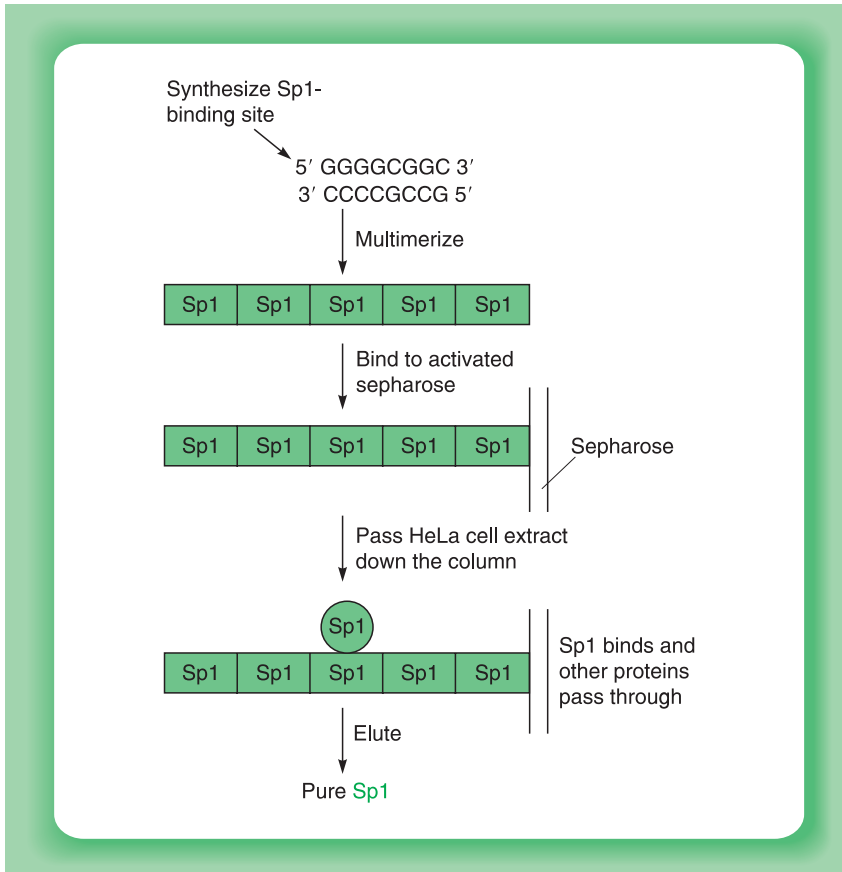 Synthesize Sp1-
binding site
5′ GGGGCGGC 3′
3′ CCCCGCCG 5′
Multimerize
Sp1 Sp1 Sp1 Sp1 Sp1
Bind to activated
sepharose
Sp1 Sp1 Sp1 Sp1 Sp1
Sepharose
Pass HeLa cell extract
down the column
Sp1
Sp1 Sp1 Sp1 Sp1 Sp1
Sp1 binds and
other proteins
pass through
Elute
Pure Sp1